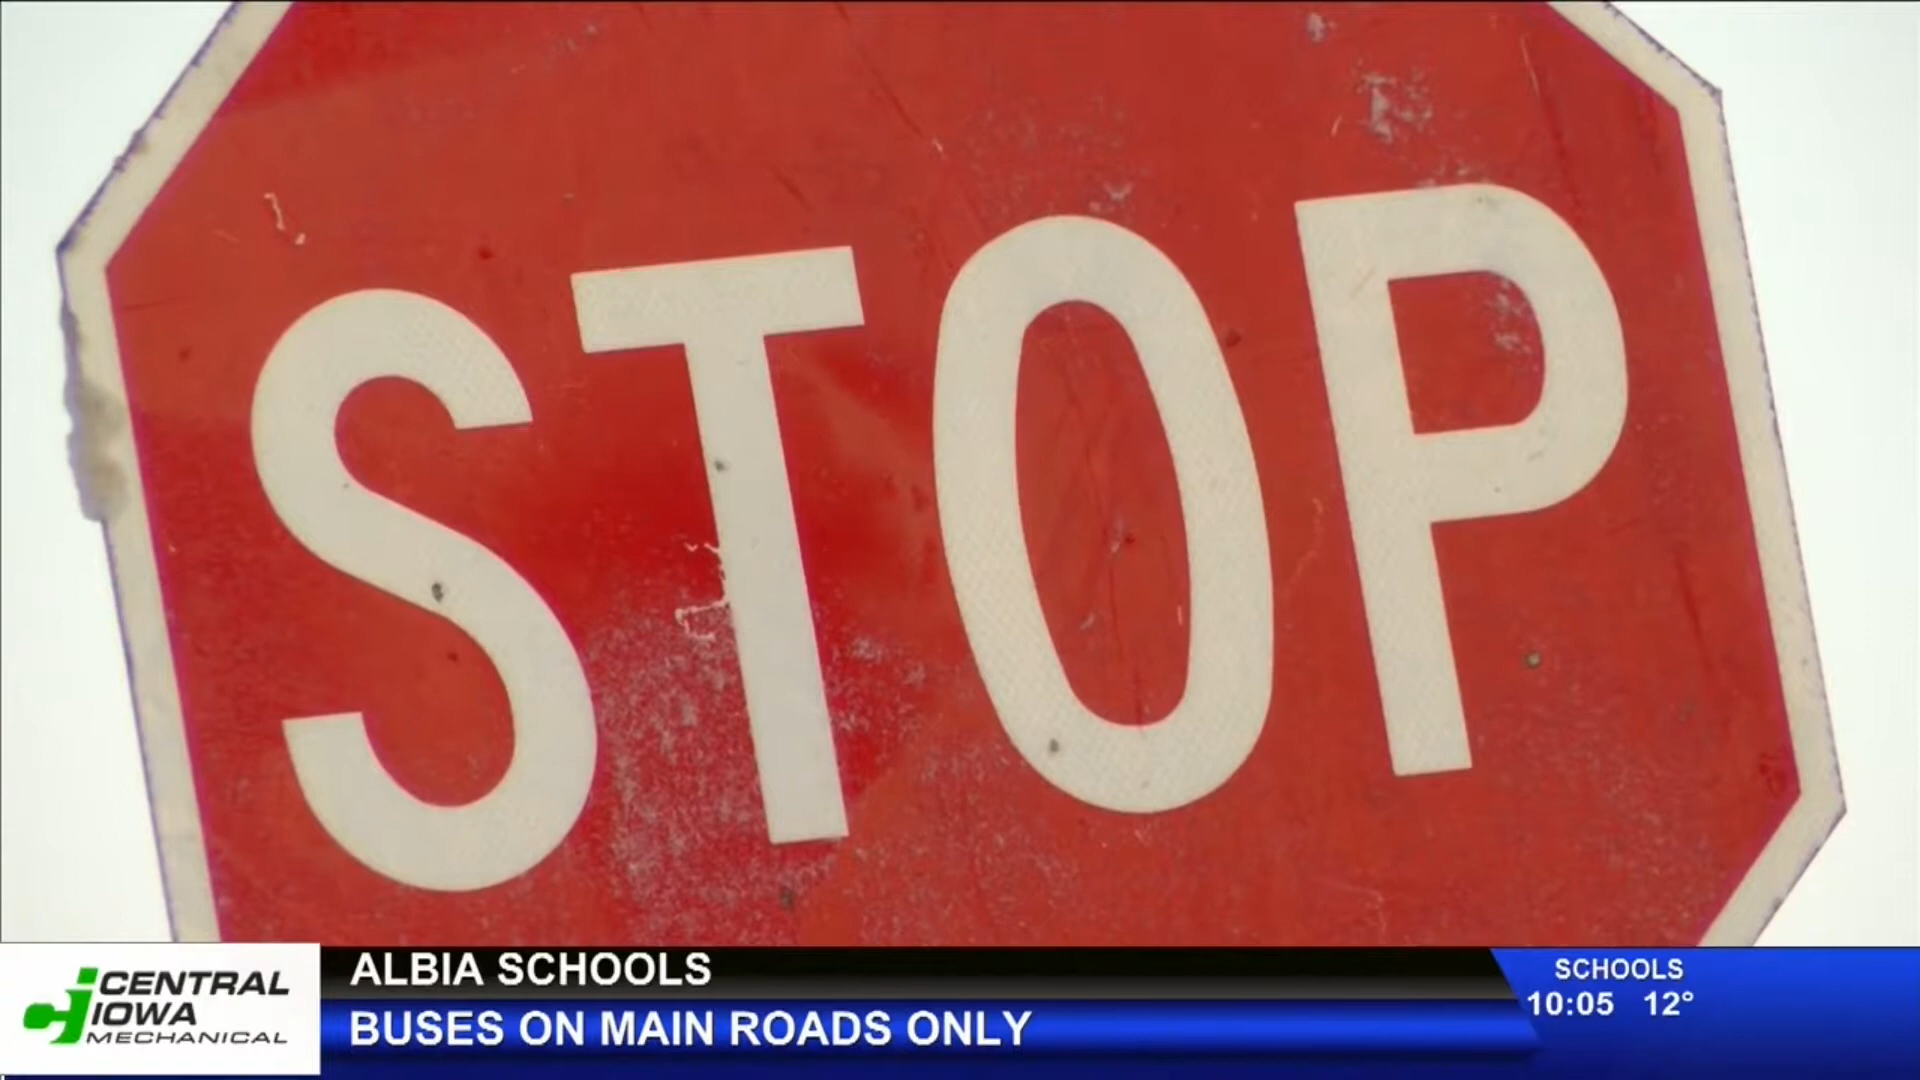 STOP
CENTRAL
IOWA
MECHANICAL
ALBIA SCHOOLS
BUSES ON MAIN ROADS ONLY
SCHOOLS
10:05 12°